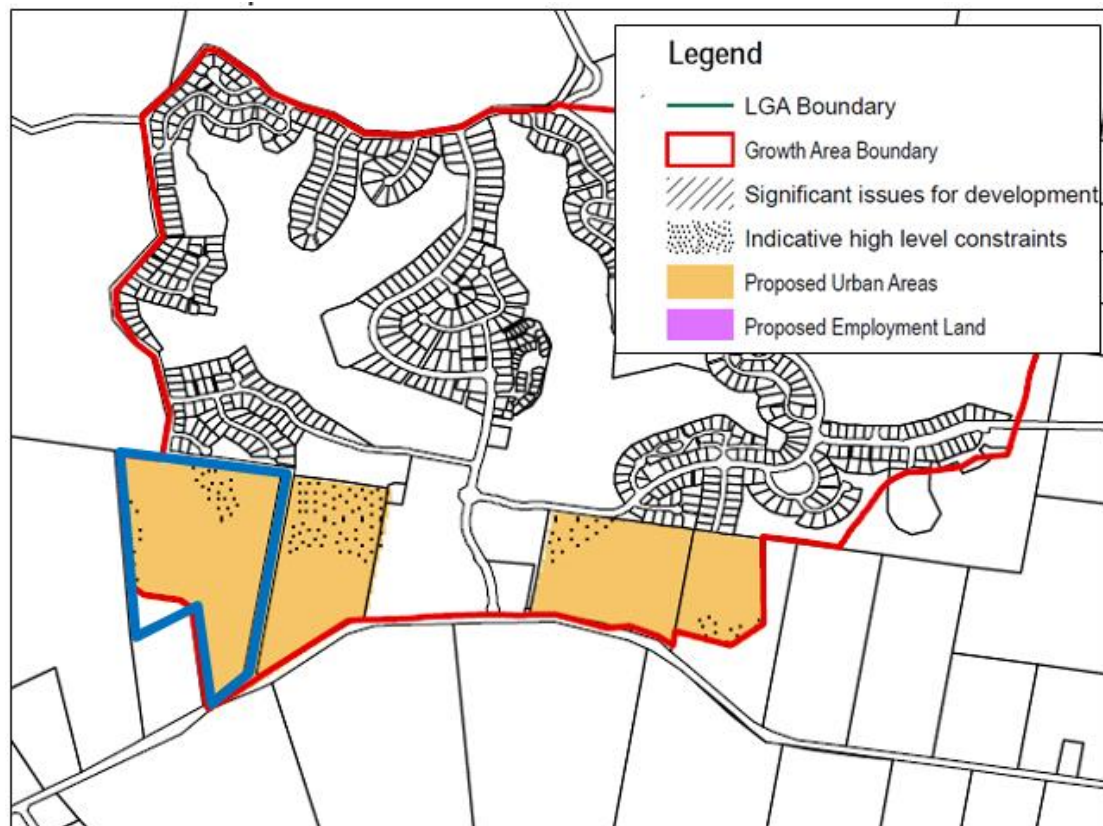 Legend
LGA Boundary
Growth Area Boundary
Significant issues for development
Indicative high level constraints
Proposed Urban Areas
Proposed Employment Land